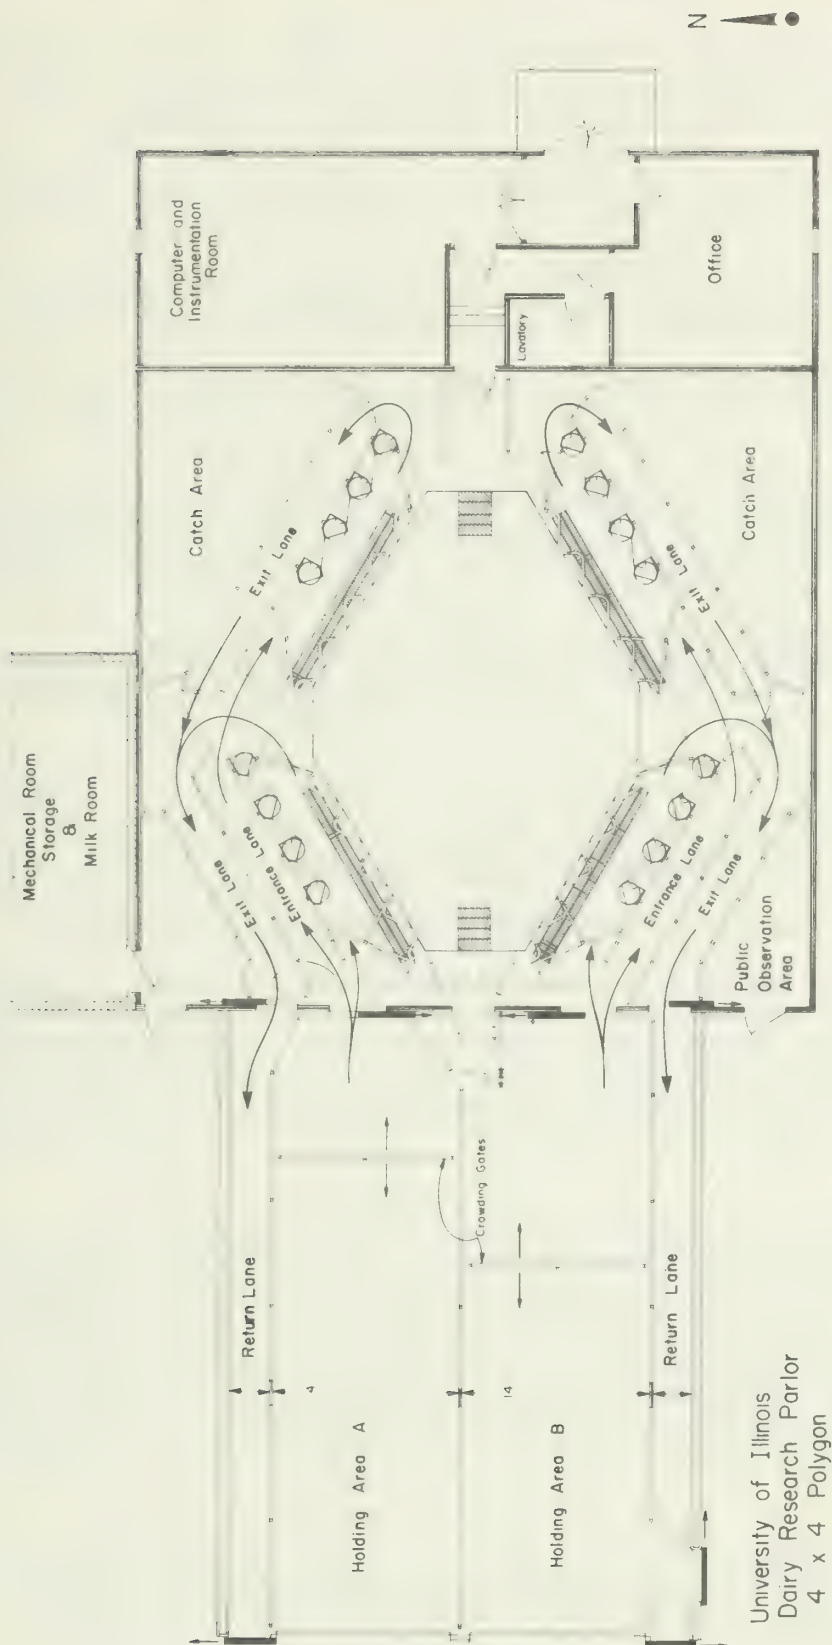 N
Mechanical Room
Storage
&
Milk Room
Computer and
Instrumentation
Room
Lavatory
Office
Catch Area
Catch Area
Exit Lane
Exit Lane
Exit Lane
Entrance Lane
Entrance Lane
Exit Lane
Public
Observation
Area
Return Lane
Crowding Gates
Return Lane
4
14
Holding Area A
Holding Area B
University of Illinois
Dairy Research Parlor
4 x 4 Polygon